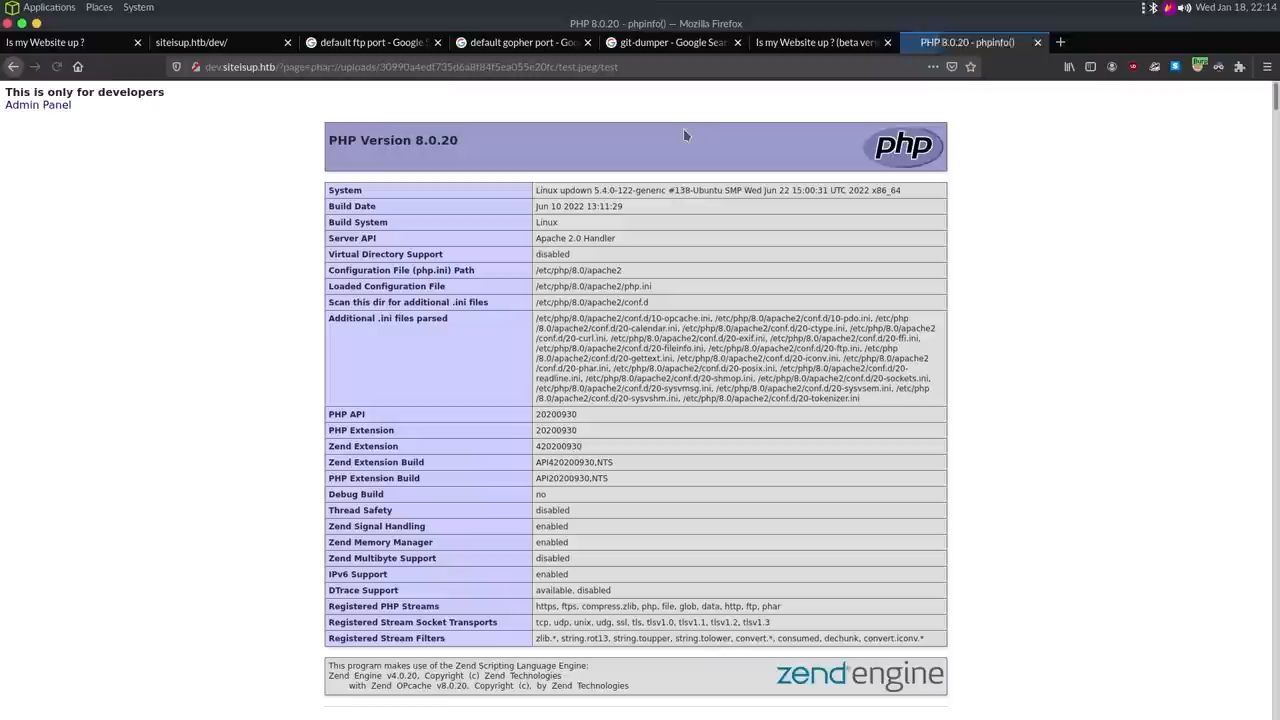 Applications Places System Wed Jan 18, 22:14
PHP 8.0.20 - phpinfo() — Mozilla Firefox
Is my Website up ? siteisup.htb/dev/ default ftp port - Google S default gopher port - Goo git-dumper - Google Sear Is my Website up ? (beta ver PHP 8.0.20 - phpinfo()
dev.siteisup.htb/?page=phar://uploads/30990a4edf735d6a8f84f5ea055e20fc/test.jpeg/test
This is only for developers
Admin Panel
PHP Version 8.0.20
php
System Linux updown 5.4.0-122-generic #138-Ubuntu SMP Wed Jun 22 15:00:31 UTC 2022 x86_64
Build Date Jun 10 2022 13:11:29
Build System Linux
Server API Apache 2.0 Handler
Virtual Directory Support disabled
Configuration File (php.ini) Path /etc/php/8.0/apache2
Loaded Configuration File /etc/php/8.0/apache2/php.ini
Scan this dir for additional .ini files /etc/php/8.0/apache2/conf.d
Additional .ini files parsed /etc/php/8.0/apache2/conf.d/10-opcache.ini, /etc/php/8.0/apache2/conf.d/10-pdo.ini, /etc/php
/8.0/apache2/conf.d/20-calendar.ini, /etc/php/8.0/apache2/conf.d/20-ctype.ini, /etc/php/8.0/apache2
/conf.d/20-curl.ini, /etc/php/8.0/apache2/conf.d/20-exif.ini, /etc/php/8.0/apache2/conf.d/20-ffi.ini,
/etc/php/8.0/apache2/conf.d/20-fileinfo.ini, /etc/php/8.0/apache2/conf.d/20-ftp.ini, /etc/php
/8.0/apache2/conf.d/20-gettext.ini, /etc/php/8.0/apache2/conf.d/20-iconv.ini, /etc/php/8.0/apache2
/conf.d/20-phar.ini, /etc/php/8.0/apache2/conf.d/20-posix.ini, /etc/php/8.0/apache2/conf.d/20-
readline.ini, /etc/php/8.0/apache2/conf.d/20-shmop.ini, /etc/php/8.0/apache2/conf.d/20-sockets.ini,
/etc/php/8.0/apache2/conf.d/20-sysvmsg.ini, /etc/php/8.0/apache2/conf.d/20-sysvsem.ini, /etc/php
/8.0/apache2/conf.d/20-sysvshm.ini, /etc/php/8.0/apache2/conf.d/20-tokenizer.ini
PHP API 20200930
PHP Extension 20200930
Zend Extension 420200930
Zend Extension Build API420200930,NTS
PHP Extension Build API20200930,NTS
Debug Build no
Thread Safety disabled
Zend Signal Handling enabled
Zend Memory Manager enabled
Zend Multibyte Support disabled
IPv6 Support enabled
DTrace Support available, disabled
Registered PHP Streams https, ftps, compress.zlib, php, file, glob, data, http, ftp, phar
Registered Stream Socket Transports tcp, udp, unix, udg, ssl, tls, tlsv1.0, tlsv1.1, tlsv1.2, tlsv1.3
Registered Stream Filters zlib.*, string.rot13, string.toupper, string.tolower, convert.*, consumed, dechunk, convert.iconv.*
This program makes use of the Zend Scripting Language Engine:
Zend Engine v4.0.20, Copyright (c) Zend Technologies
with Zend OPcache v8.0.20, Copyright (c), by Zend Technologies
zend engine